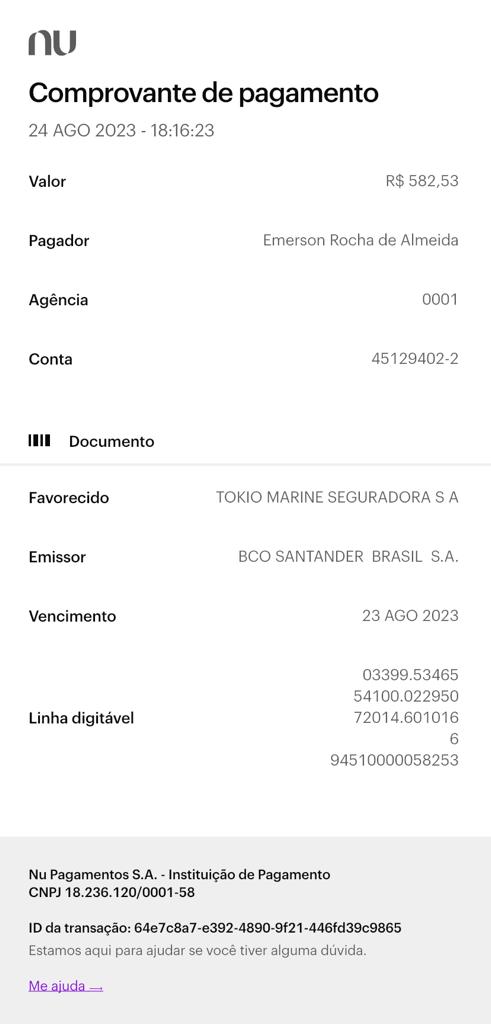 nu
Comprovante de pagamento
24 AGO 2023 - 18:16:23
Valor R$ 582,53
Pagador Emerson Rocha de Almeida
Agência 0001
Conta 45129402-2
Documento
Favorecido TOKIO MARINE SEGURADORA S A
Emissor BCO SANTANDER BRASIL S.A.
Vencimento 23 AGO 2023
03399.53465
54100.022950
Linha digitável 72014.601016
6
94510000058253
Nu Pagamentos S.A. - Instituição de Pagamento
CNPJ 18.236.120/0001-58
ID da transação: 64e7c8a7-e392-4890-9f21-446fd39c9865
Estamos aqui para ajudar se você tiver alguma dúvida.
Me ajuda →